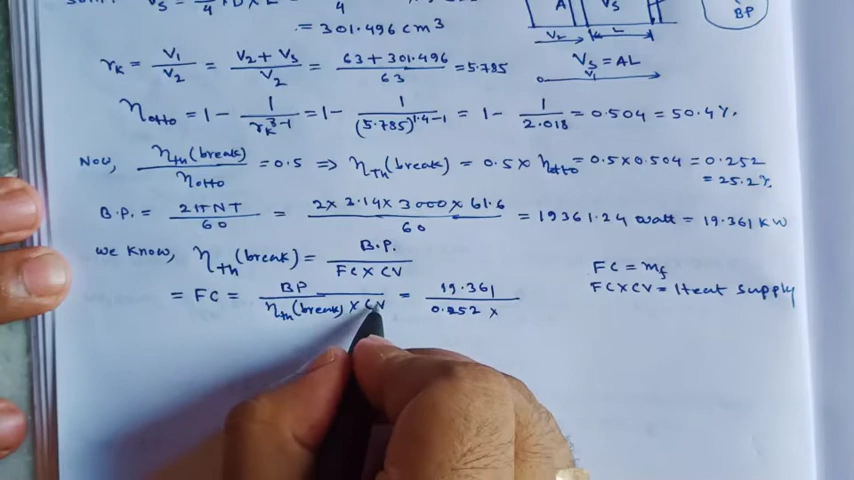 Vs = π/4 × D² × L = /4
= 301.496 cm3
A Vs
BP
V2 L
Vs = AL
V1
rK = V1/V2 = (V2 + Vs)/V2 = (63 + 301.496)/63 = 5.785
ηotto = 1 - 1/rK^(γ-1) = 1 - 1/(5.785)^(1.4-1) = 1 - 1/2.018 = 0.504 = 50.4%.
Now, ηth(break)/ηotto = 0.5 ⇒ ηTh(break) = 0.5 × ηotto = 0.5 × 0.504 = 0.252
= 25.2%
B.P. = 2πNT/60 = (2 × 3.14 × 3000 × 61.6)/60 = 19361.24 watt = 19.361 KW
we know, ηth(break) = B.P./(FC × CV)
FC = mf
= FC = BP/(ηth(break) × CV) = 19.361/(0.252 ×
FC × CV = Heat supply